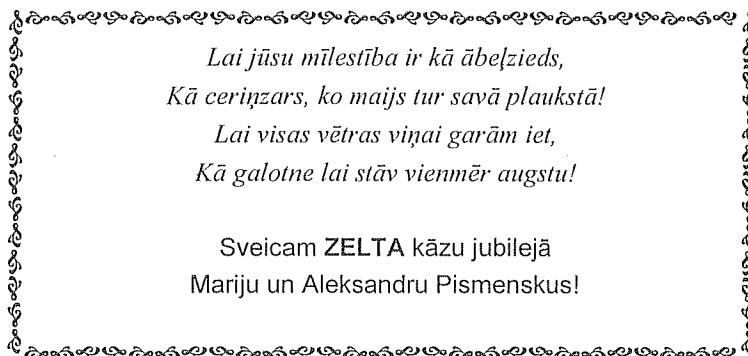 Lai jūsu mīlestība ir kā ābeļzieds,
Kā ceriņzars, ko maijs tur savā plaukstā!
Lai visas vētras viņai garām iet,
Kā galotne lai stāv vienmēr augstu!
Sveicam ZELTA kāzu jubilejā
Mariju un Aleksandru Pismenskus!